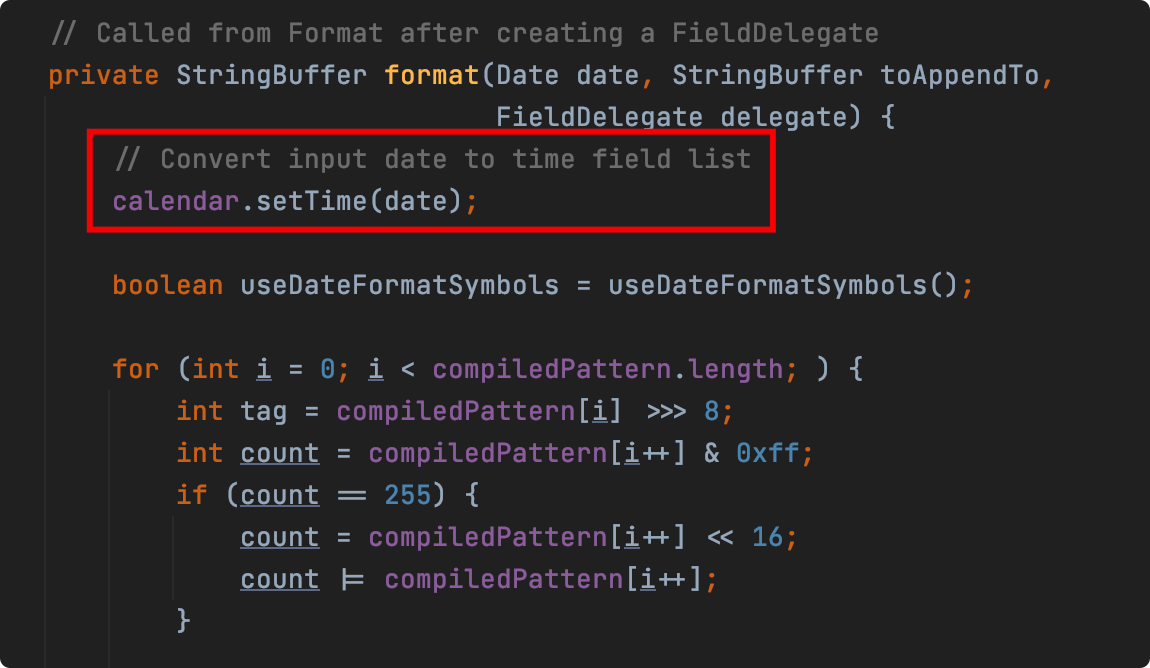 // Called from Format after creating a FieldDelegate
private StringBuffer format(Date date, StringBuffer toAppendTo,
FieldDelegate delegate) {
// Convert input date to time field list
calendar.setTime(date);
boolean useDateFormatSymbols = useDateFormatSymbols();
for (int i = 0; i < compiledPattern.length; ) {
int tag = compiledPattern[i] >>> 8;
int count = compiledPattern[i++] & 0xff;
if (count == 255) {
count = compiledPattern[i++] << 16;
count |= compiledPattern[i++];
}